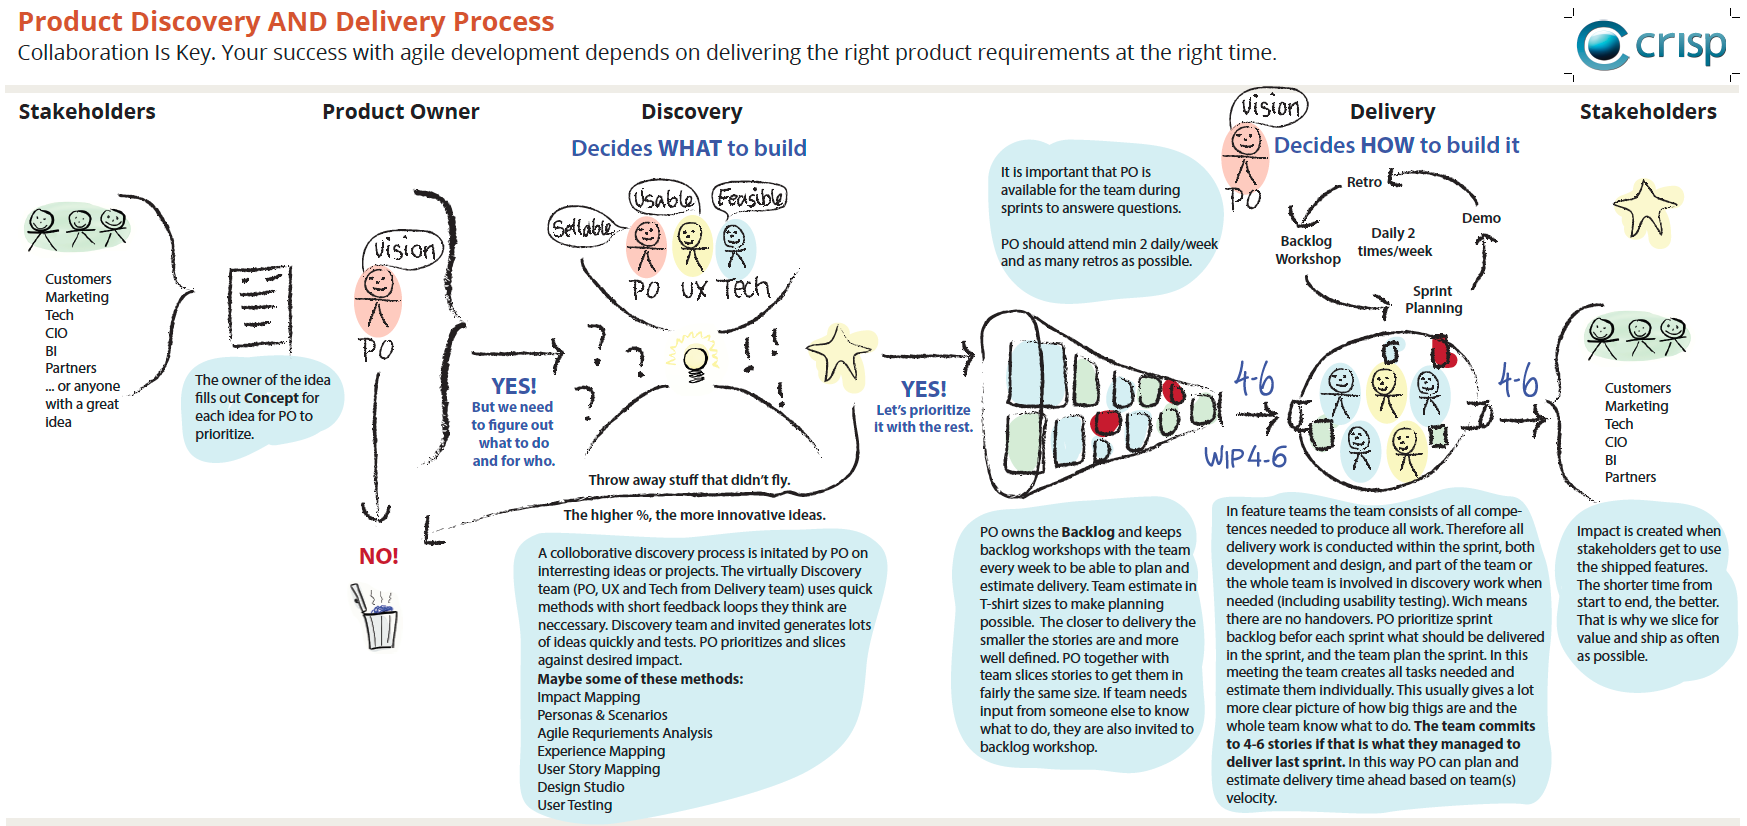 Product Discovery AND Delivery Process
Collaboration Is Key. Your success with agile development depends on delivering the right product requirements at the right time.
crisp
Stakeholders
Product Owner
Discovery
Delivery
Stakeholders
Customers
Marketing
Tech
CIO
BI
Partners
... or anyone
with a great
idea
The owner of the idea
fills out Concept for
each idea for PO to
prioritize.
Vision
PO
NO!
YES!
But we need
to figure out
what to do
and for who.
Decides WHAT to build
Sellable
Usable
Feasible
PO
UX
Tech
? ? ? ?
! ! ! !
Throw away stuff that didn't fly.
The higher %, the more innovative ideas.
A colloborative discovery process is initated by PO on
interresting ideas or projects. The virtually Discovery
team (PO, UX and Tech from Delivery team) uses quick
methods with short feedback loops they think are
neccessary. Discovery team and invited generates lots
of ideas quickly and tests. PO prioritizes and slices
against desired impact.
Maybe some of these methods:
Impact Mapping
Personas & Scenarios
Agile Requriements Analysis
Experience Mapping
User Story Mapping
Design Studio
User Testing
YES!
Let's prioritize
it with the rest.
It is important that PO is
available for the team during
sprints to answere questions.
PO should attend min 2 daily/week
and as many retros as possible.
PO owns the Backlog and keeps
backlog workshops with the team
every week to be able to plan and
estimate delivery. Team estimate in
T-shirt sizes to make planning
possible. The closer to delivery the
smaller the stories are and more
well defined. PO together with
team slices stories to get them in
fairly the same size. If team needs
input from someone else to know
what to do, they are also invited to
backlog workshop.
Vision
PO
Decides HOW to build it
Retro
Demo
Daily 2
times/week
Backlog
Workshop
Sprint
Planning
4-6
WIP 4-6
4-6
In feature teams the team consists of all compe-
tences needed to produce all work. Therefore all
delivery work is conducted within the sprint, both
development and design, and part of the team or
the whole team is involved in discovery work when
needed (including usability testing). Wich means
there are no handovers. PO prioritize sprint
backlog befor each sprint what should be delivered
in the sprint, and the team plan the sprint. In this
meeting the team creates all tasks needed and
estimate them individually. This usually gives a lot
more clear picture of how big thigs are and the
whole team know what to do. The team commits
to 4-6 stories if that is what they managed to
deliver last sprint. In this way PO can plan and
estimate delivery time ahead based on team(s)
velocity.
Customers
Marketing
Tech
CIO
BI
Partners
Impact is created when
stakeholders get to use
the shipped features.
The shorter time from
start to end, the better.
That is why we slice for
value and ship as often
as possible.